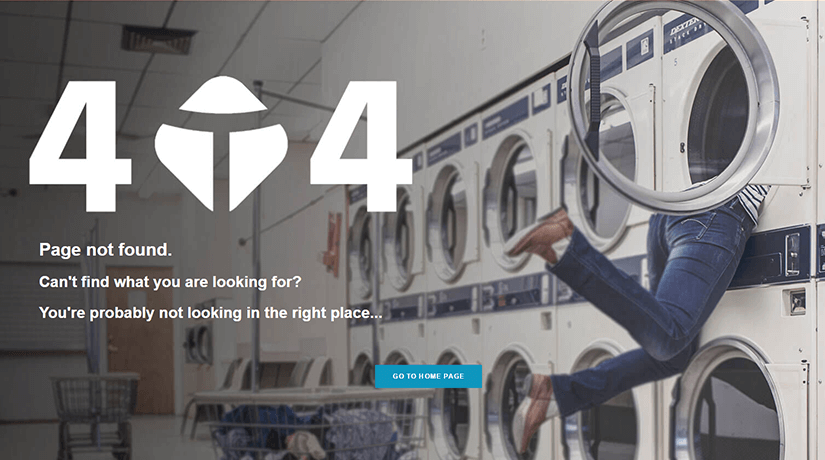 4 4
Page not found.
Can't find what you are looking for?
You're probably not looking in the right place...
GO TO HOME PAGE
DEXTER